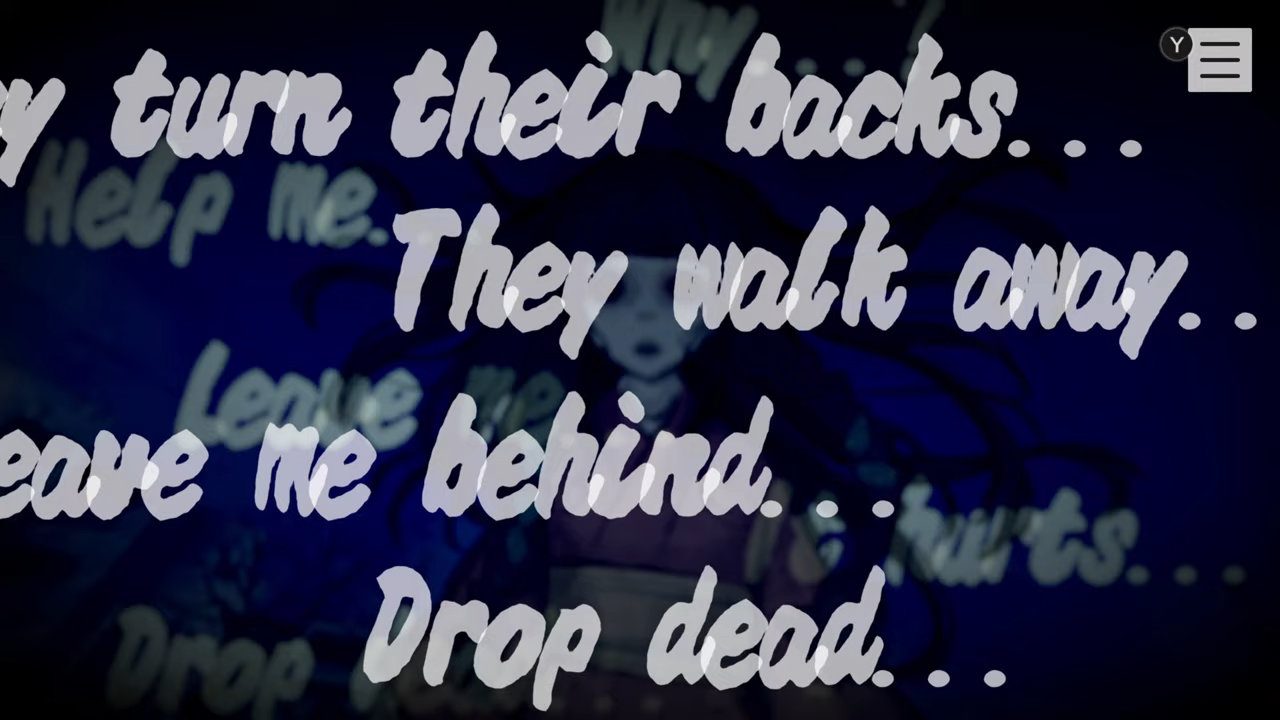 Why...?
y turn their backs...
Help me...
They walk away..
Leave me
eave me behind...
hurts...
Drop dead...
Drop